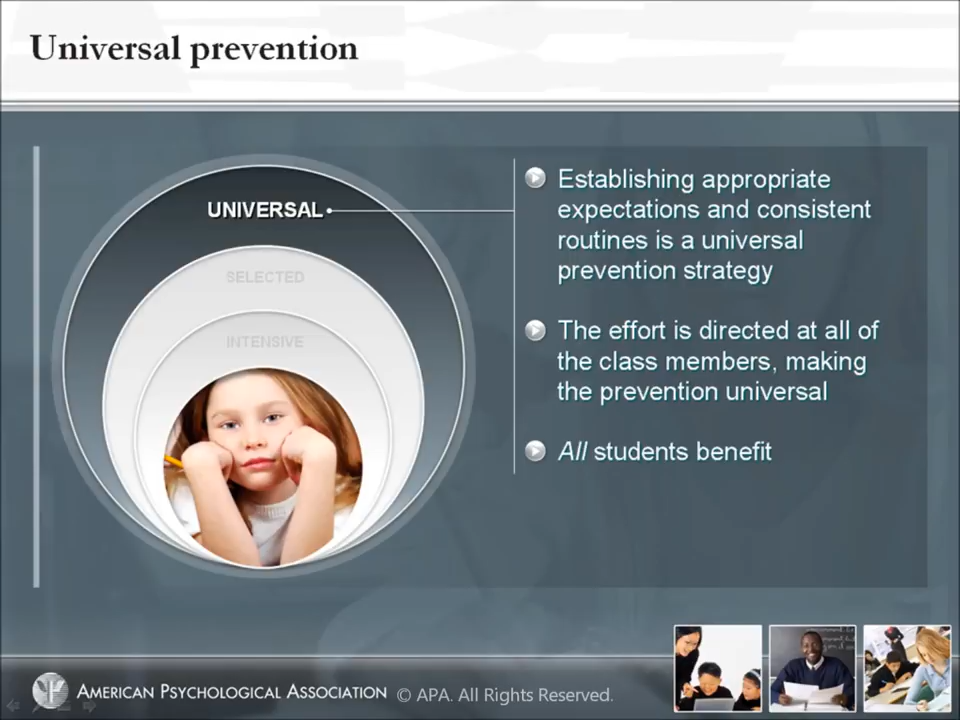 Universal prevention
UNIVERSAL
SELECTED
INTENSIVE
Establishing appropriate
expectations and consistent
routines is a universal
prevention strategy
The effort is directed at all of
the class members, making
the prevention universal
All students benefit
AMERICAN PSYCHOLOGICAL ASSOCIATION © APA. All Rights Reserved.